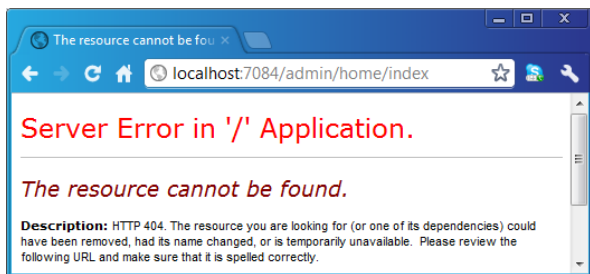 The resource cannot be fou
localhost:7084/admin/home/index
Server Error in '/' Application.
The resource cannot be found.
Description: HTTP 404. The resource you are looking for (or one of its dependencies) could
have been removed, had its name changed, or is temporarily unavailable.  Please review the
following URL and make sure that it is spelled correctly.